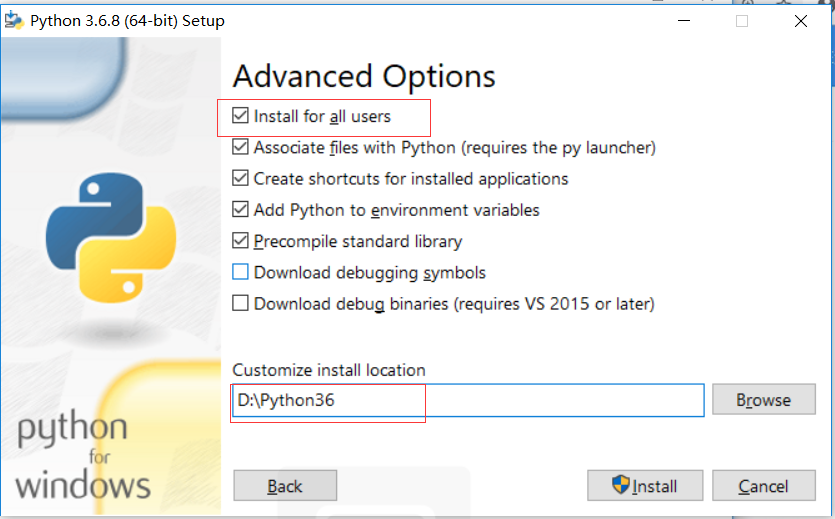 Python 3.6.8 (64-bit) Setup
Advanced Options
Install for all users
Associate files with Python (requires the py launcher)
Create shortcuts for installed applications
Add Python to environment variables
Precompile standard library
Download debugging symbols
Download debug binaries (requires VS 2015 or later)
Customize install location
D:\Python36
Browse
python
for
windows
Back
Install
Cancel